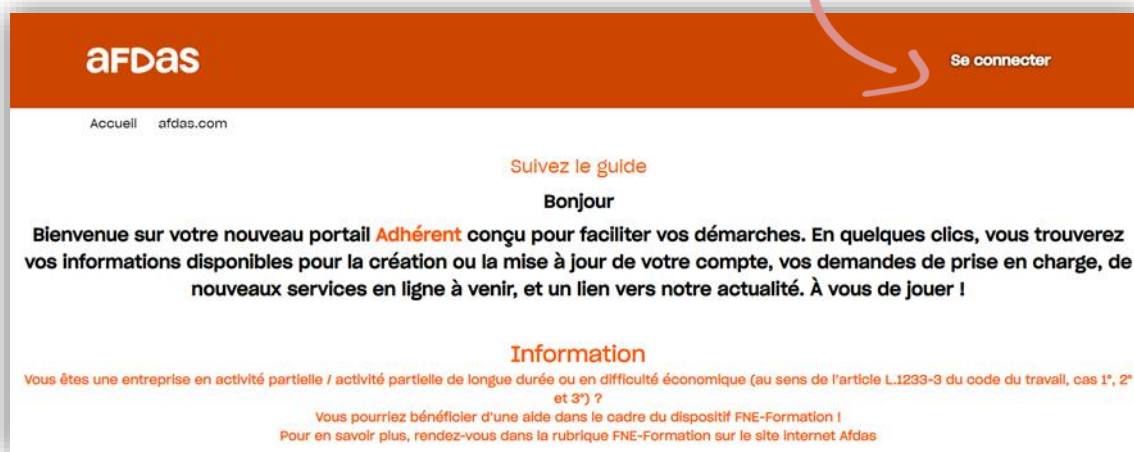 aFDas
Se connecter
Accueil afdas.com
Suivez le guide
Bonjour
Bienvenue sur votre nouveau portail Adhérent conçu pour faciliter vos démarches. En quelques clics, vous trouverez
vos informations disponibles pour la création ou la mise à jour de votre compte, vos demandes de prise en charge, de
nouveaux services en ligne à venir, et un lien vers notre actualité. À vous de jouer !
Information
Vous êtes une entreprise en activité partielle / activité partielle de longue durée ou en difficulté économique (au sens de l'article L.1233-3 du code du travail, cas 1°, 2°
et 3°) ?
Vous pourriez bénéficier d'une aide dans le cadre du dispositif FNE-Formation !
Pour en savoir plus, rendez-vous dans la rubrique FNE-Formation sur le site internet Afdas